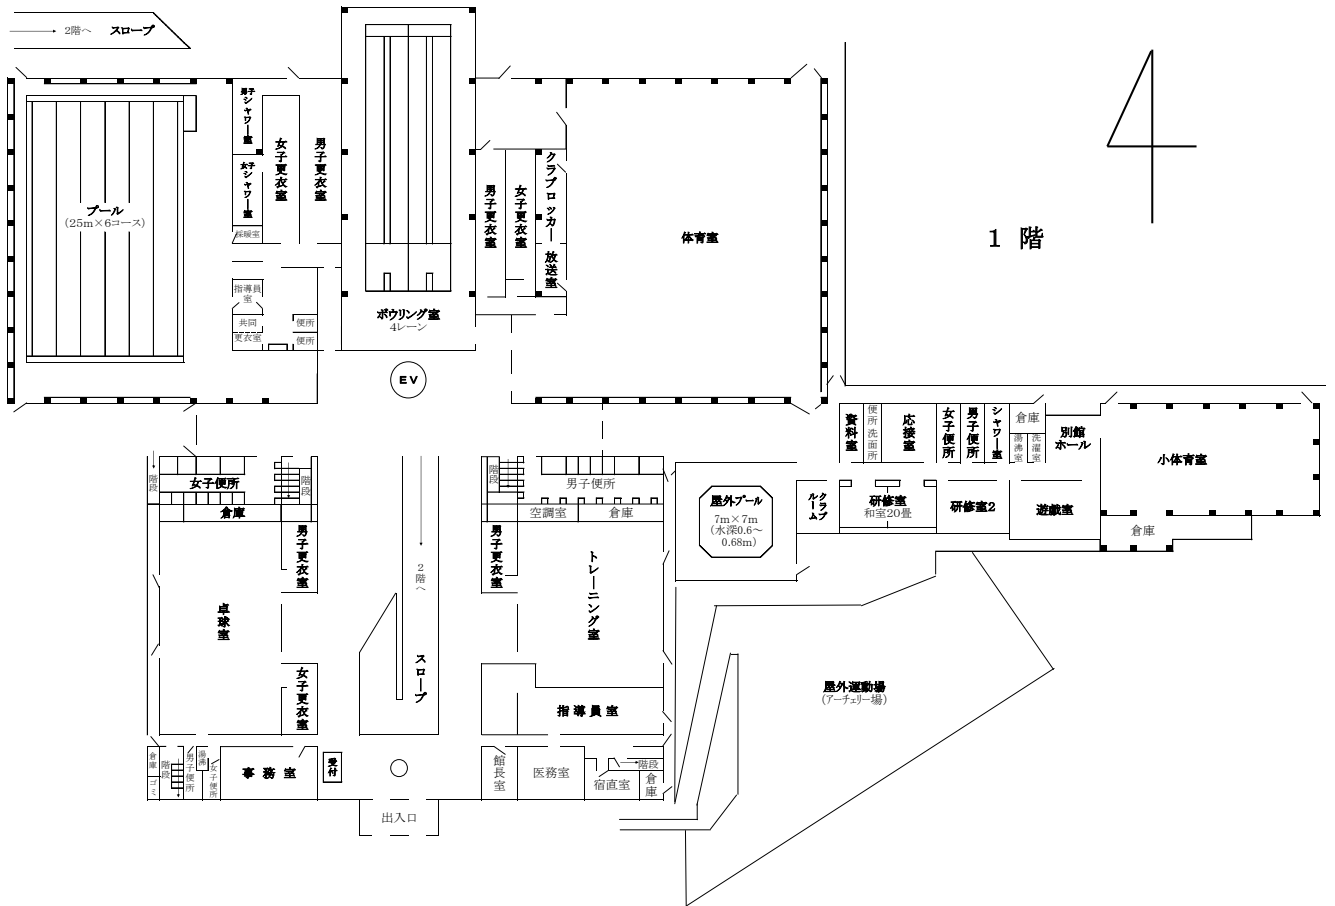 2階へ スロープ
男子シャワー室
女子シャワー室
採暖室
女子更衣室
男子更衣室
プール
(25m×6コース)
指導員室
共同
更衣室
便所
便所
ボウリング室
4レーン
EV
男子更衣室
女子更衣室
クラブロッカー
放送室
体育室
1 階
階段
女子便所
階段
倉庫
男子更衣室
卓球室
女子更衣室
2階へ
スロープ
階段
男子便所
空調室
倉庫
男子更衣室
トレーニング室
指導員室
屋外プール
7m×7m
(水深0.6～
0.68m)
クラブ
ルーム
資料室
便所
洗面所
応接室
女子便所
男子便所
シャワー室
倉庫
湯沸室
洗濯室
別館
ホール
小体育室
研修室
和室20畳
研修室2
遊戯室
倉庫
屋外運動場
(アーチェリー場)
倉庫
ゴミ
階段
男子便所
湯沸
女子便所
事務室
受付
館長室
医務室
宿直室
階段
倉庫
出入口